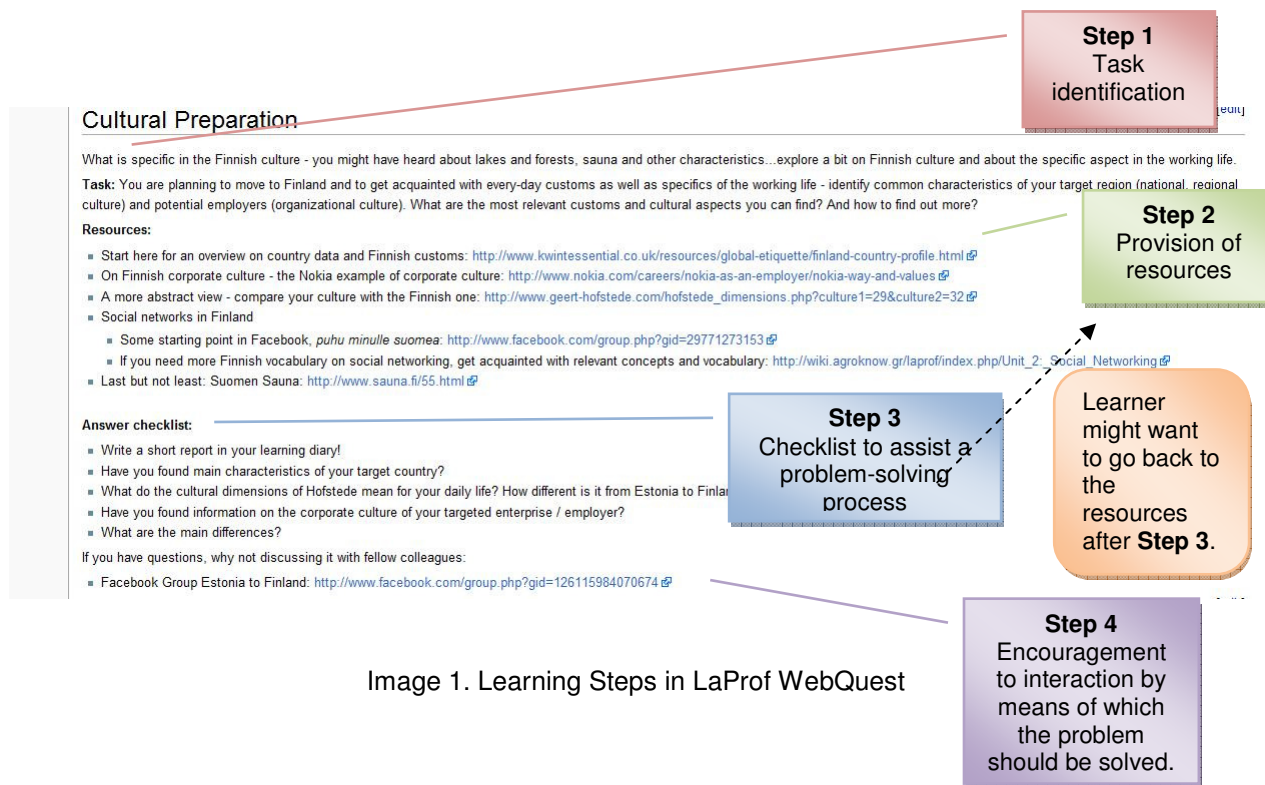 Step 1
Task
identification
Cultural Preparation
[edit]
What is specific in the Finnish culture - you might have heard about lakes and forests, sauna and other characteristics...explore a bit on Finnish culture and about the specific aspect in the working life.
Task: You are planning to move to Finland and to get acquainted with every-day customs as well as specifics of the working life - identify common characteristics of your target region (national, regional
culture) and potential employers (organizational culture). What are the most relevant customs and cultural aspects you can find? And how to find out more?
Step 2
Provision of
resources
Resources:
Start here for an overview on country data and Finnish customs: http://www.kwintessential.co.uk/resources/global-etiquette/finland-country-profile.html
On Finnish corporate culture - the Nokia example of corporate culture: http://www.nokia.com/careers/nokia-as-an-employer/nokia-way-and-values
A more abstract view - compare your culture with the Finnish one: http://www.geert-hofstede.com/hofstede_dimensions.php?culture1=29&culture2=32
Social networks in Finland
Some starting point in Facebook, puhu minulle suomea: http://www.facebook.com/group.php?gid=29771273153
If you need more Finnish vocabulary on social networking, get acquainted with relevant concepts and vocabulary: http://wiki.agroknow.gr/laprof/index.php/Unit_2:_Social_Networking
Last but not least: Suomen Sauna: http://www.sauna.fi/55.html
Learner
might want
to go back to
the
resources
after Step 3.
Step 3
Checklist to assist a
problem-solving
process
Answer checklist:
Write a short report in your learning diary!
Have you found main characteristics of your target country?
What do the cultural dimensions of Hofstede mean for your daily life? How different is it from Estonia to
Have you found information on the corporate culture of your targeted enterprise / employer?
What are the main differences?
If you have questions, why not discussing it with fellow colleagues:
Facebook Group Estonia to Finland: http://www.facebook.com/group.php?gid=126115984070674
Step 4
Encouragement
to interaction by
means of which
the problem
should be solved.
Image 1. Learning Steps in LaProf WebQuest